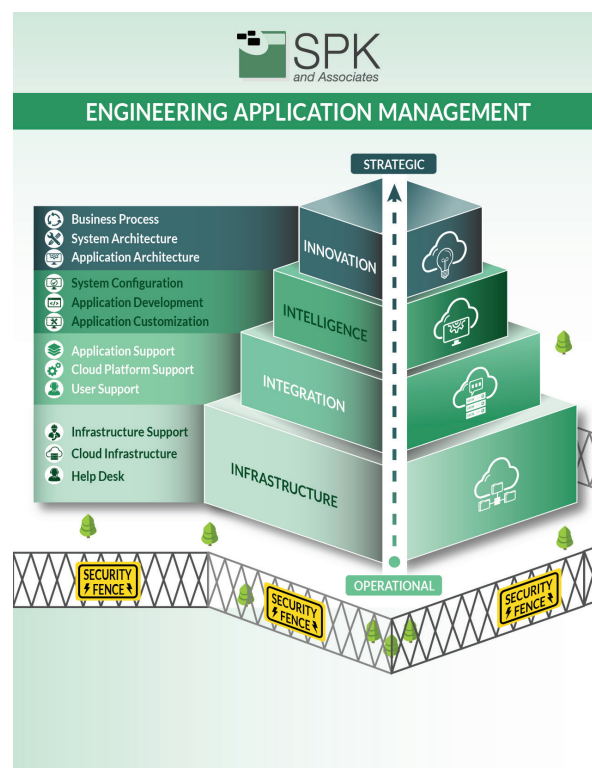 SPK
and Associates
ENGINEERING APPLICATION MANAGEMENT
STRATEGIC
Business Process
System Architecture
Application Architecture
INNOVATION
System Configuration
Application Development
Application Customization
INTELLIGENCE
Application Support
Cloud Platform Support
User Support
INTEGRATION
Infrastructure Support
Cloud Infrastructure
Help Desk
INFRASTRUCTURE
OPERATIONAL
SECURITY
FENCE
SECURITY
FENCE
SECURITY
FENCE